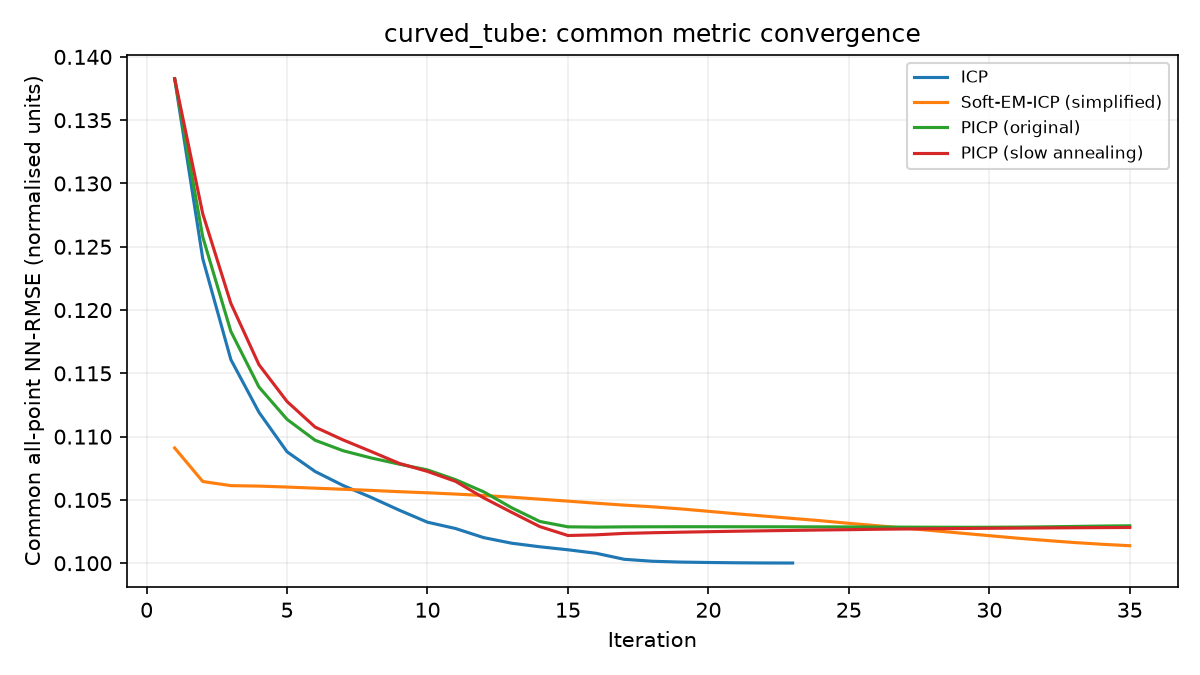 curved_tube: common metric convergence
Common all-point NN-RMSE (normalised units)
0.140
0.135
0.130
0.125
0.120
0.115
0.110
0.105
0.100
ICP
Soft-EM-ICP (simplified)
PICP (original)
PICP (slow annealing)
0
5
10
15
20
25
30
35
Iteration